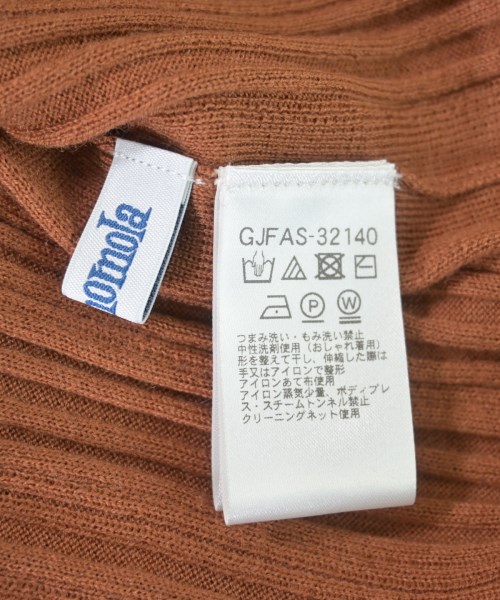 GJFAS-32140
P
W
つまみ洗い・もみ洗い禁止
中性洗剤使用（おしゃれ着用）
形を整えて干し、伸縮した際は
手又はアイロンで整形
アイロンあて布使用
アイロン蒸気少量、ボディプレ
ス・スチームトンネル禁止
クリーニングネット使用